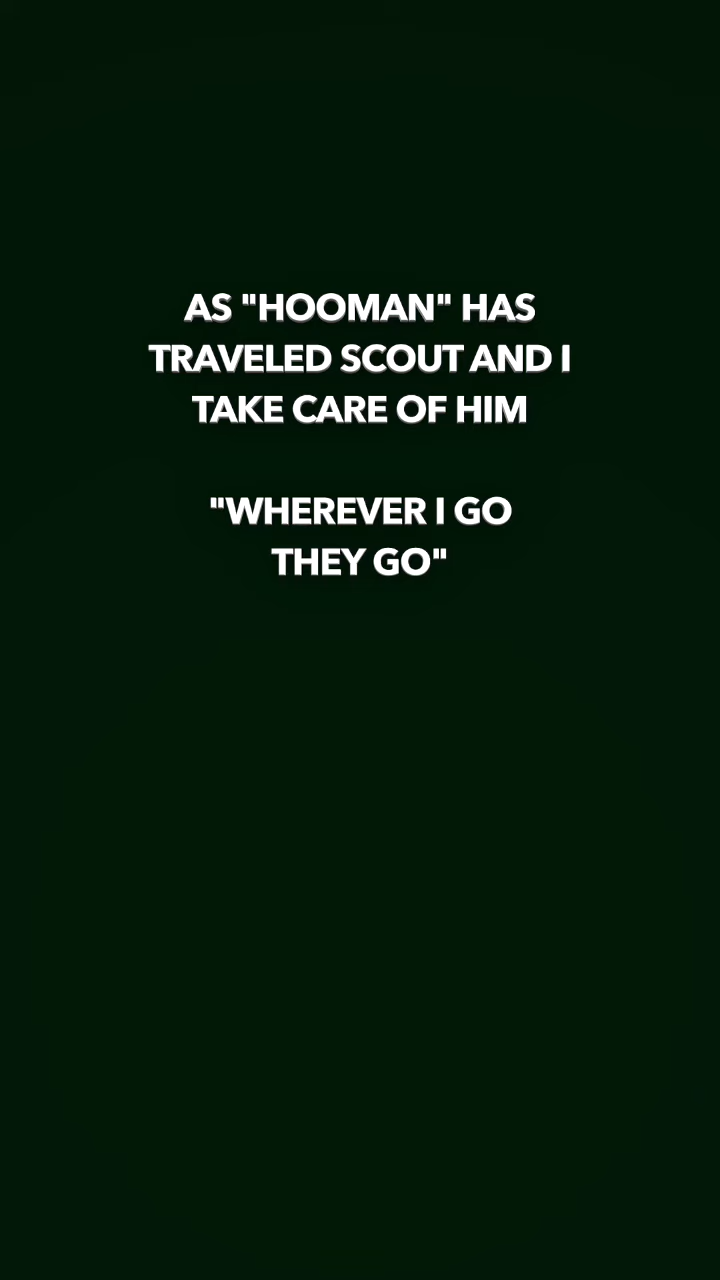 AS "HOOMAN" HAS
TRAVELED SCOUT AND I
TAKE CARE OF HIM
"WHEREVER I GO
THEY GO"